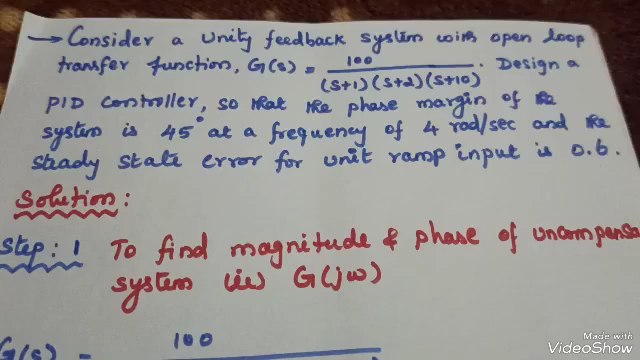 → Consider a unity feedback system with open loop
transfer function, G(s) = 100 / (s+1)(s+2)(s+10) . Design a
PID controller, so that the phase margin of the
system is 45° at a frequency of 4 rad/sec and the
steady state error for unit ramp input is 0.6.
Solution:
Step: 1 To find magnitude & phase of uncompensa
system (ie) G(jω)
G(s) = 100
Made With
VideoShow